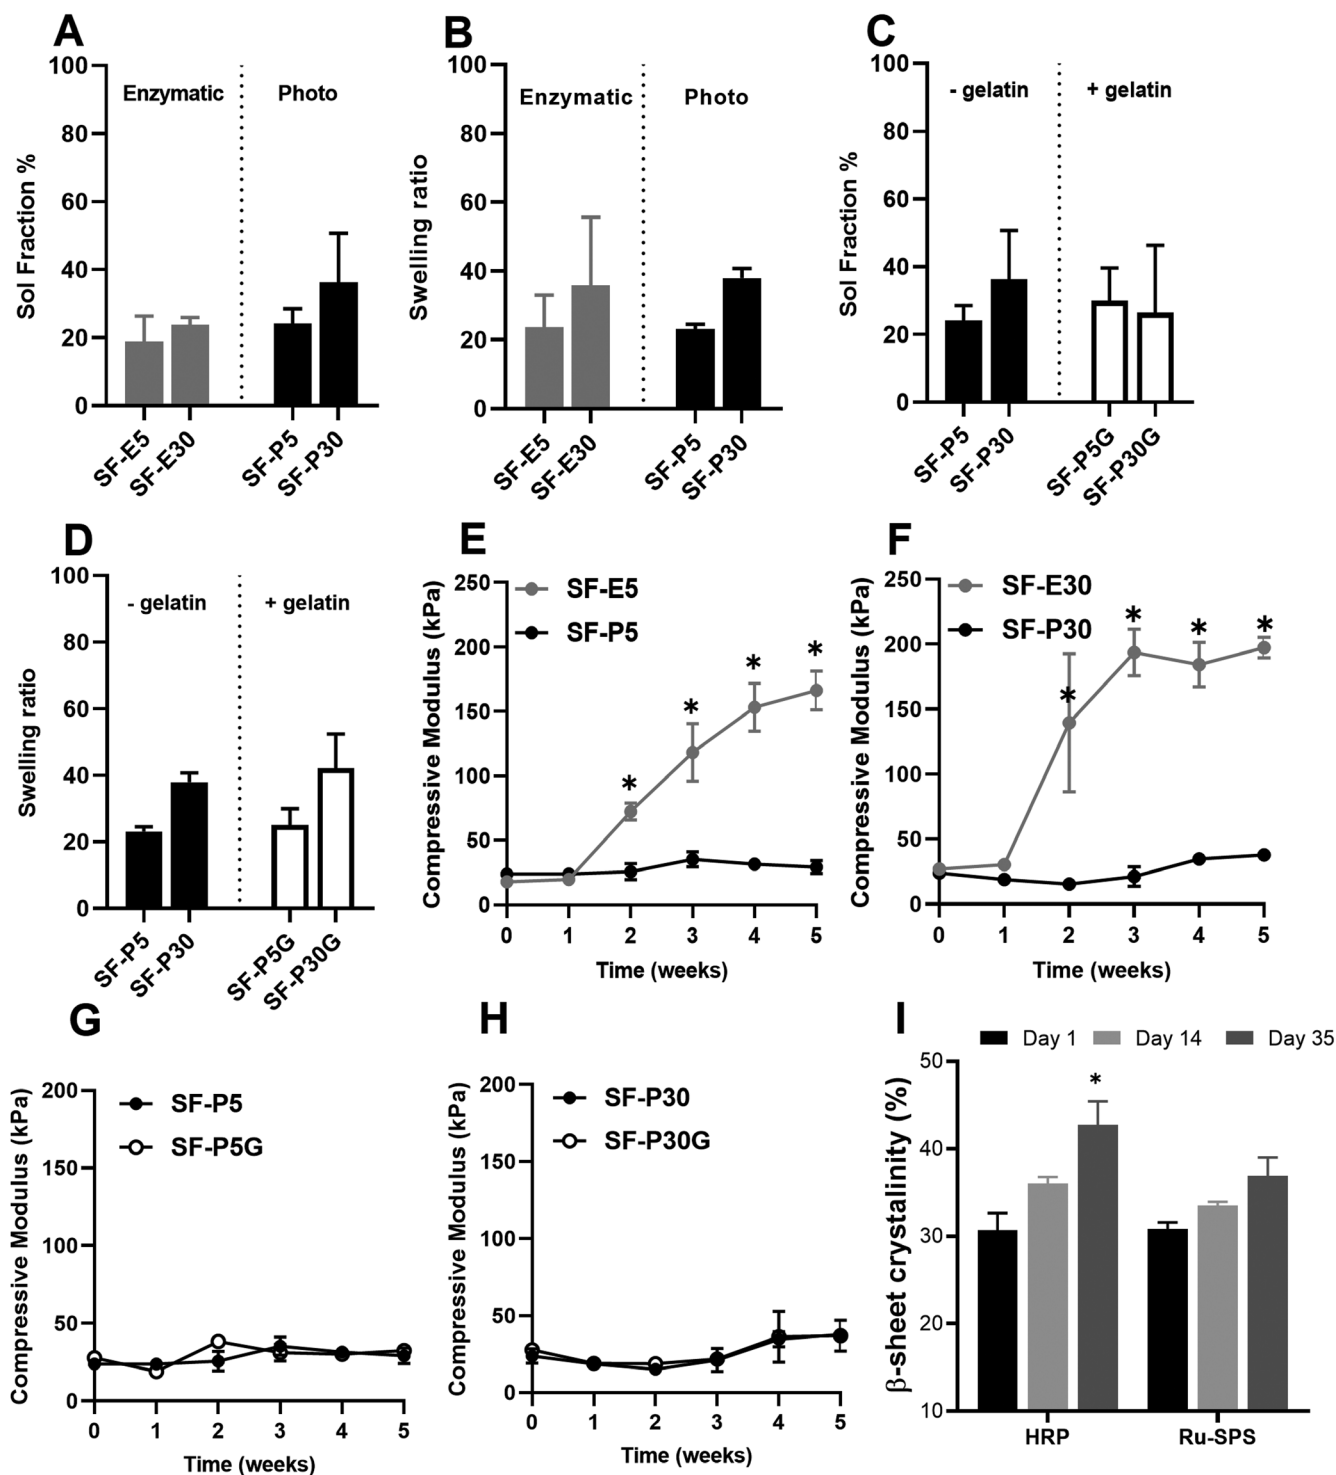 A
Sol Fraction %
100
80
60
40
20
0
Enzymatic
Photo
SF-E5
SF-E30
SF-P5
SF-P30
B
Swelling ratio
100
80
60
40
20
0
Enzymatic
Photo
SF-E5
SF-E30
SF-P5
SF-P30
C
Sol Fraction %
100
80
60
40
20
0
- gelatin
+ gelatin
SF-P5
SF-P30
SF-P5G
SF-P30G
D
Swelling ratio
100
80
60
40
20
0
- gelatin
+ gelatin
SF-P5
SF-P30
SF-P5G
SF-P30G
E
Compressive Modulus (kPa)
250
200
150
100
50
0
SF-E5
SF-P5
*
*
*
*
0 1 2 3 4 5
Time (weeks)
F
Compressive Modulus (kPa)
250
200
150
100
50
0
SF-E30
SF-P30
*
*
*
*
0 1 2 3 4 5
Time (weeks)
G
Compressive Modulus (kPa)
200
150
100
50
0
SF-P5
SF-P5G
0 1 2 3 4 5
Time (weeks)
H
Compressive Modulus (kPa)
200
150
100
50
0
SF-P30
SF-P30G
0 1 2 3 4 5
Time (weeks)
I
Day 1 Day 14 Day 35
β-sheet crystalinity (%)
50
40
30
20
10
*
HRP Ru-SPS